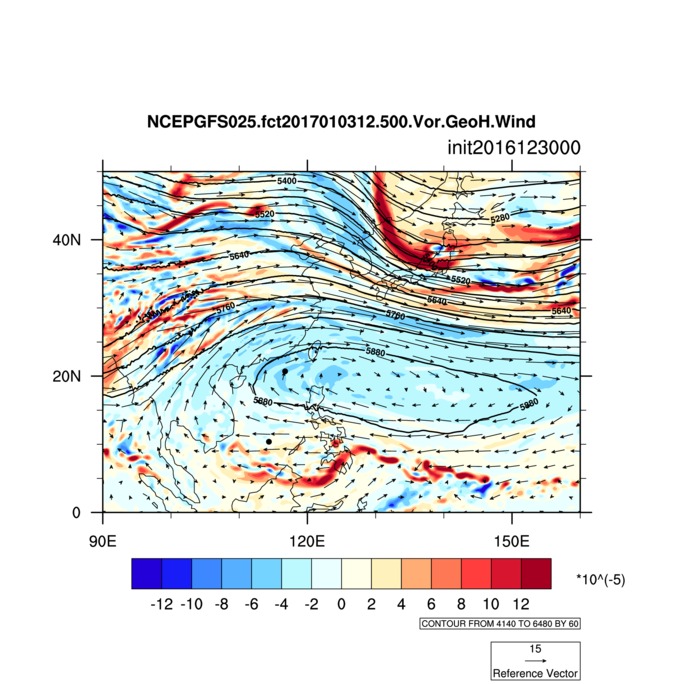 NCEPGFS025.fct2017010312.500.Vor.GeoH.Wind
init2016123000
5400
5520
5280
40N
5640
5520
5640
5760
5760
5640
5880
20N
5880
5880
0
90E 120E 150E
-12 -10 -8 -6 -4 -2 0 2 4 6 8 10 12
*10^(-5)
CONTOUR FROM 4140 TO 6480 BY 60
15
Reference Vector